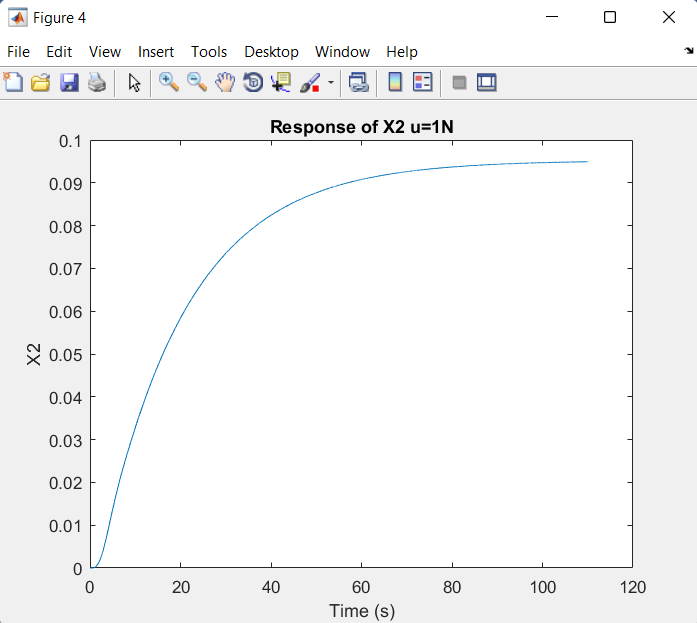 Figure 4
File Edit View Insert Tools Desktop Window Help
Response of X2 u=1N
0.1
0.09
0.08
0.07
0.06
0.05
0.04
0.03
0.02
0.01
0
X2
0 20 40 60 80 100 120
Time (s)